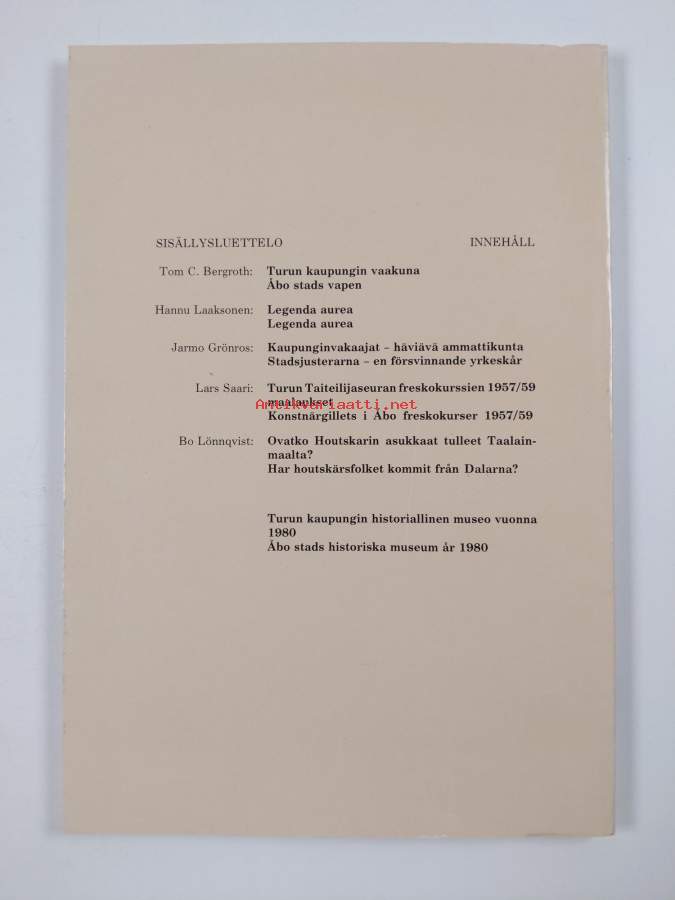 SISÄLLYSLUETTELO INNEHÅLL
Tom C. Bergroth: Turun kaupungin vaakuna
Åbo stads vapen
Hannu Laaksonen: Legenda aurea
Legenda aurea
Jarmo Grönros: Kaupunginvakaajat – häviävä ammattikunta
Stadsjusterarna – en försvinnande yrkeskår
Lars Saari: Turun Taiteilijaseuran freskokurssien 1957/59
maalaukset
Antikvariaatti.net
Konstnärgillets i Åbo freskokurser 1957/59
Bo Lönnqvist: Ovatko Houtskarin asukkaat tulleet Taalain-
maalta?
Har houtskärsfolket kommit från Dalarna?
Turun kaupungin historiallinen museo vuonna
1980
Åbo stads historiska museum år 1980